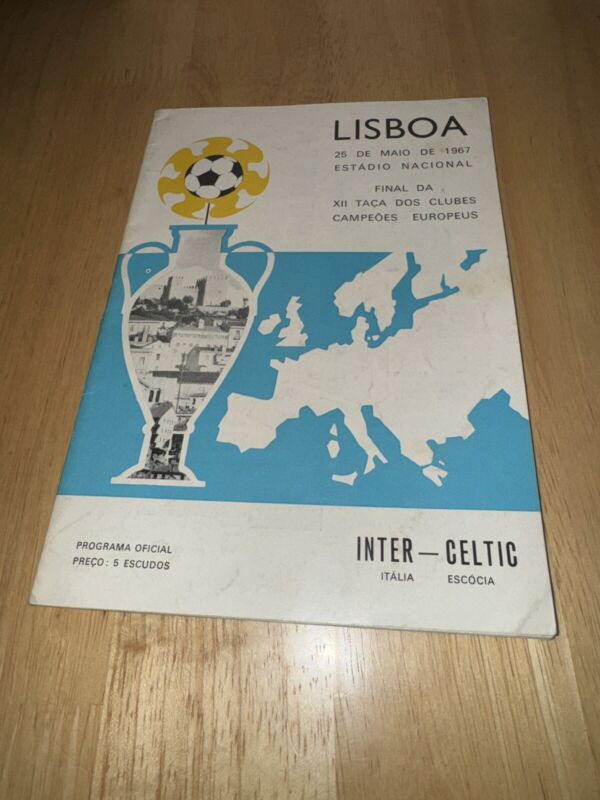 LISBOA
25 DE MAIO DE 1967
ESTÁDIO NACIONAL
FINAL DA
XII TAÇA DOS CLUBES
CAMPEÕES EUROPEUS
PROGRAMA OFICIAL
PREÇO: 5 ESCUDOS
INTER — CELTIC
ITÁLIA ESCÓCIA